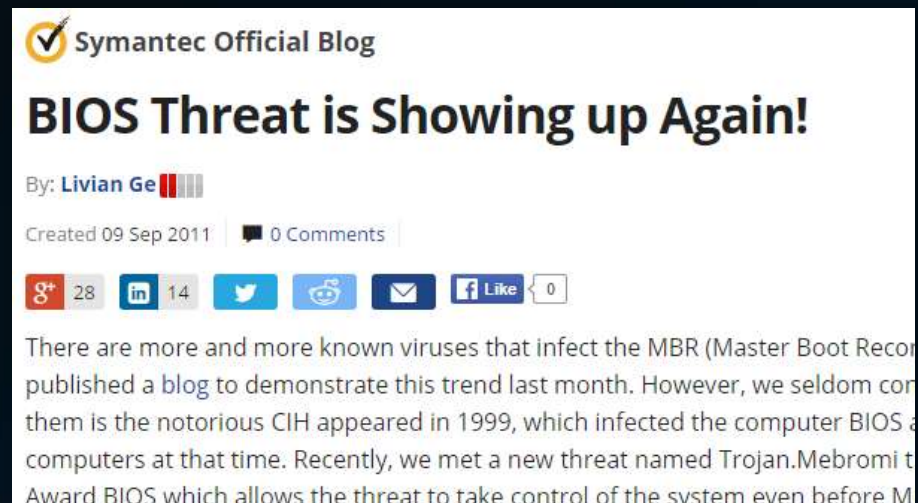 Symantec Official Blog
BIOS Threat is Showing up Again!
By: Livian Ge
Created 09 Sep 2011 0 Comments
g+ 28 in 14 f Like 0
There are more and more known viruses that infect the MBR (Master Boot Recor
published a blog to demonstrate this trend last month. However, we seldom con
them is the notorious CIH appeared in 1999, which infected the computer BIOS a
computers at that time. Recently, we met a new threat named Trojan.Mebromi t
Award BIOS which allows the threat to take control of the system even before M